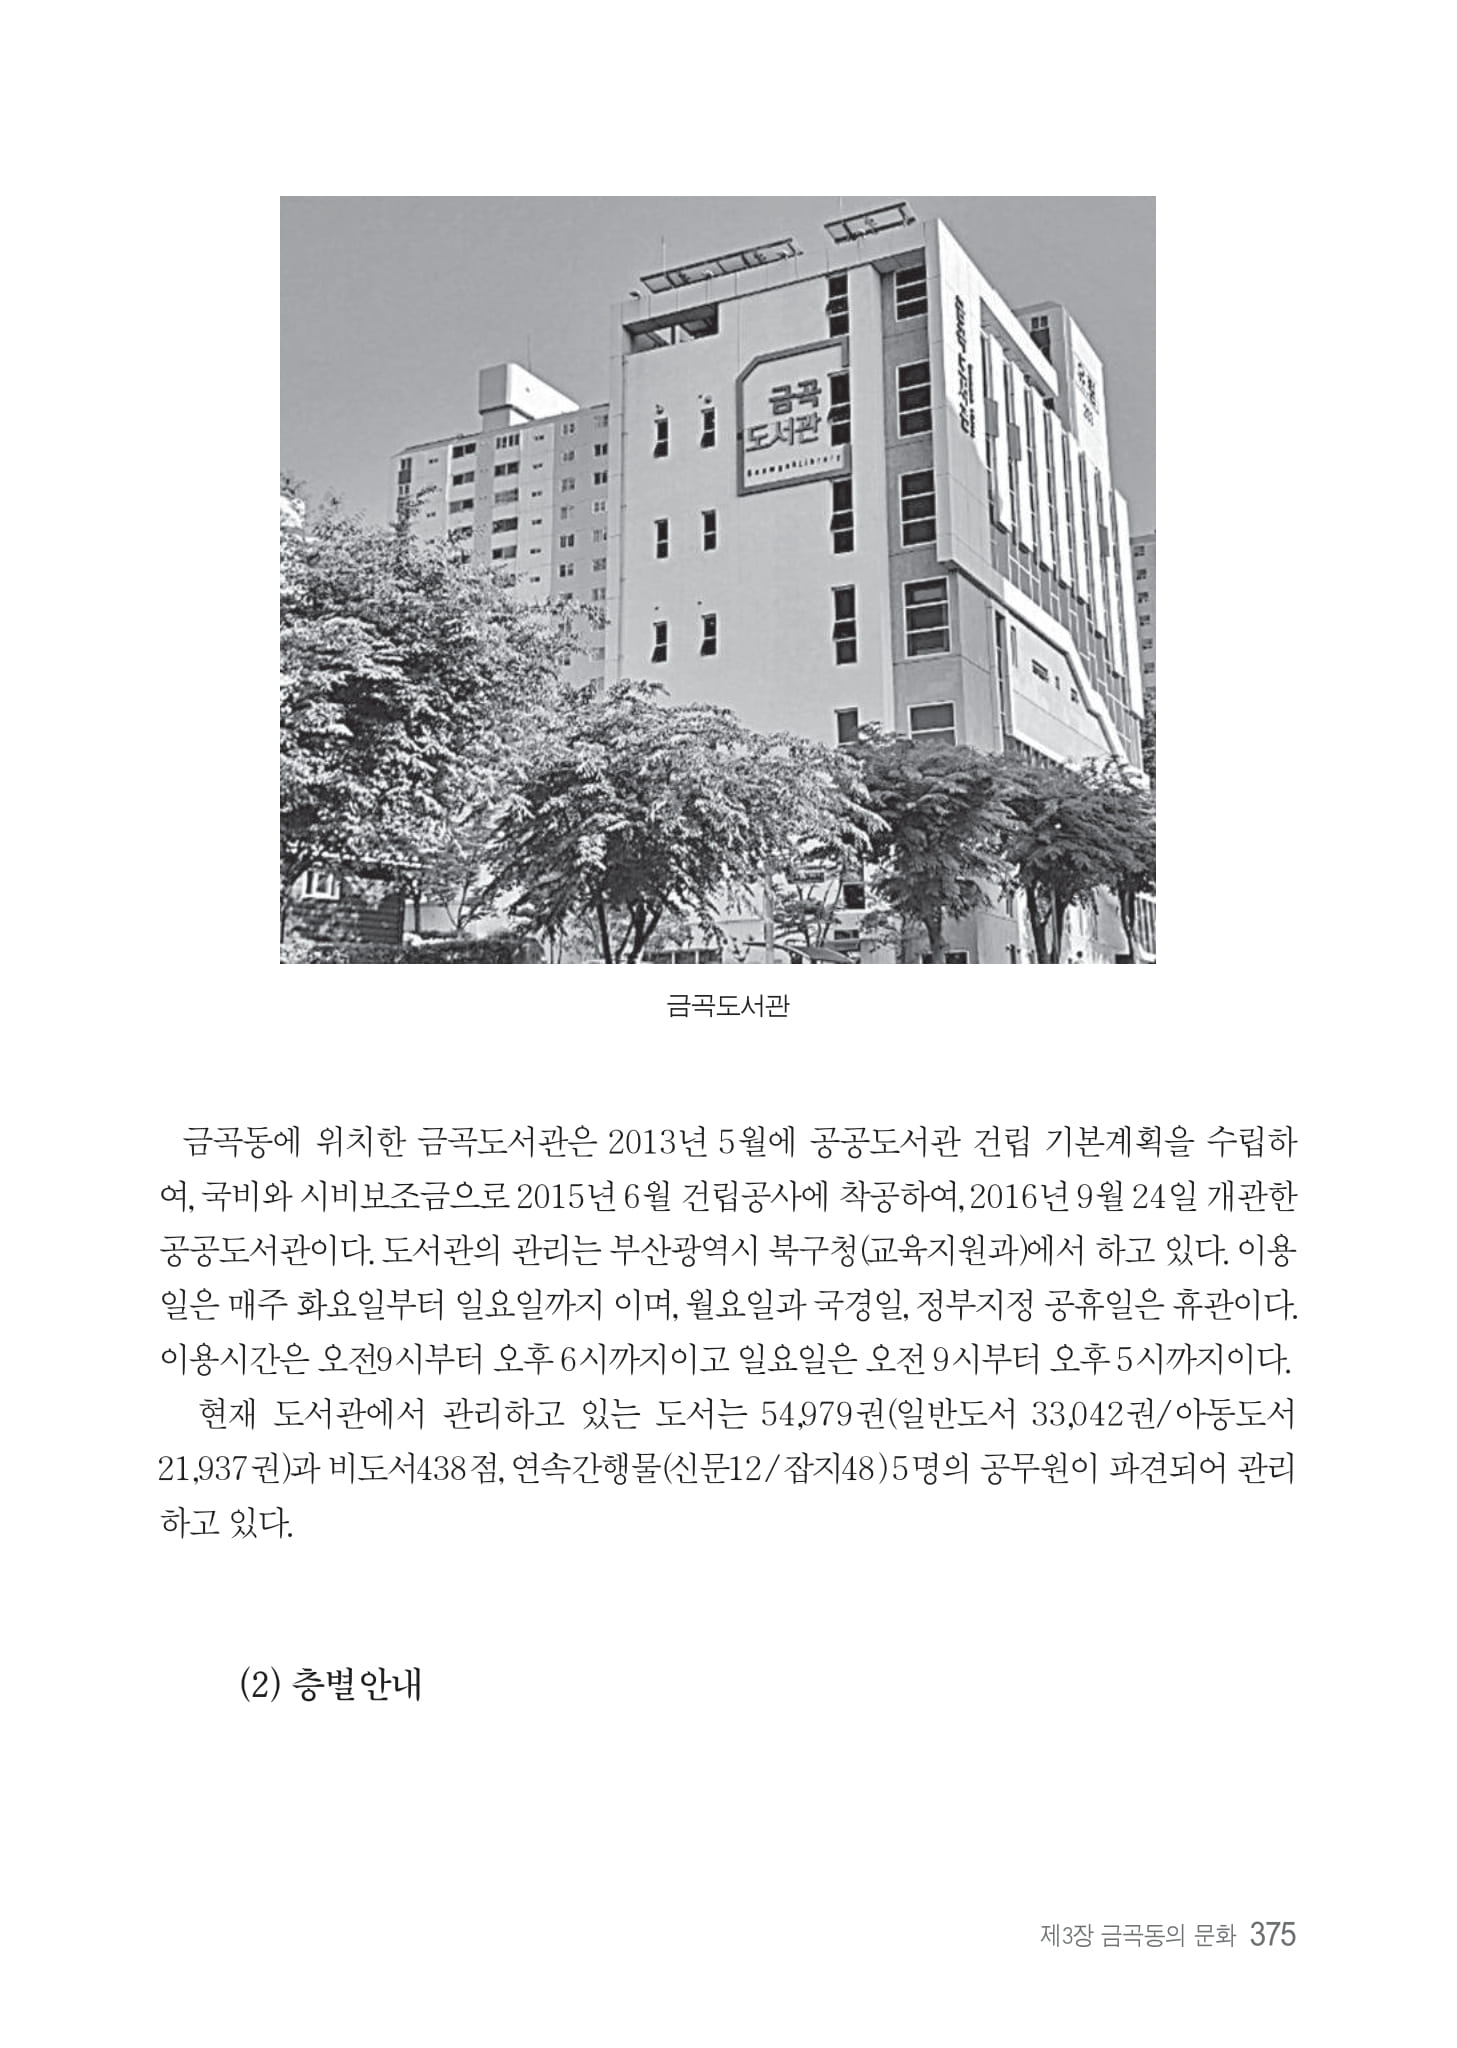 금곡
도서관
금곡도서관
금곡동에 위치한 금곡도서관은 2013년 5월에 공공도서관 건립 기본계획을 수립하
여, 국비와 시비보조금으로 2015년 6월 건립공사에 착공하여, 2016년 9월 24일 개관한
공공도서관이다. 도서관의 관리는 부산광역시 북구청(교육지원과)에서 하고 있다. 이용
일은 매주 화요일부터 일요일까지 이며, 월요일과 국경일, 정부지정 공휴일은 휴관이다.
이용시간은 오전9시부터 오후 6시까지이고 일요일은 오전 9시부터 오후 5시까지이다.
현재 도서관에서 관리하고 있는 도서는 54,979권(일반도서 33,042권/아동도서
21,937권)과 비도서438점, 연속간행물(신문12/잡지48)5명의 공무원이 파견되어 관리
하고 있다.
(2) 층별안내
제3장 금곡동의 문화 375